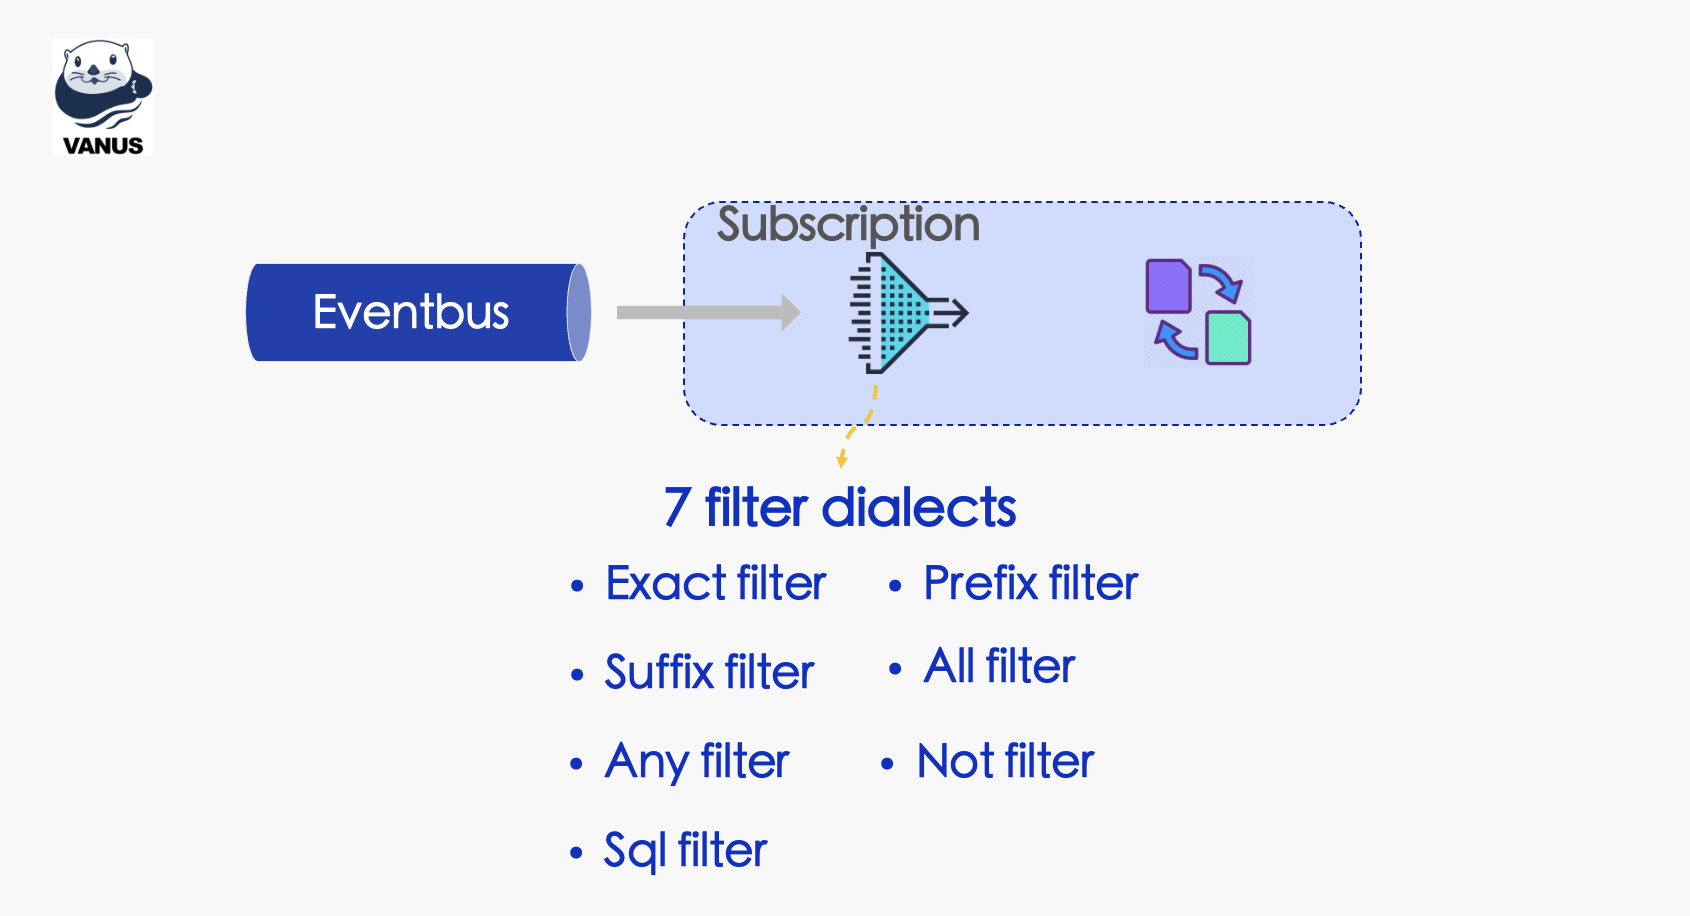 VANUS
Subscription
Eventbus
7 filter dialects
• Exact filter
• Prefix filter
• Suffix filter
• All filter
• Any filter
• Not filter
• Sql filter